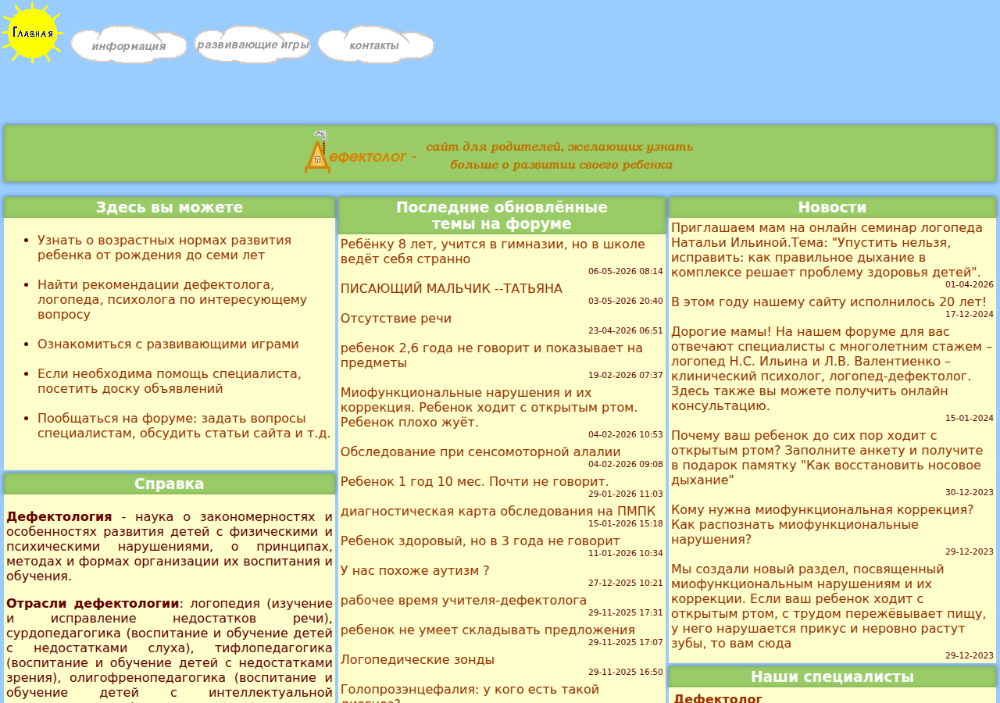 Главная
информация
развивающие игры
контакты
Дефектолог -
сайт для родителей, желающих узнать
больше о развитии своего ребенка
Здесь вы можете
Узнать о возрастных нормах развития
ребенка от рождения до семи лет
Найти рекомендации дефектолога,
логопеда, психолога по интересующему
вопросу
Ознакомиться с развивающими играми
Если необходима помощь специалиста,
посетить доску объявлений
Пообщаться на форуме: задать вопросы
специалистам, обсудить статьи сайта и т.д.
Справка
Дефектология - наука о закономерностях и
особенностях развития детей с физическими и
психическими нарушениями, о принципах,
методах и формах организации их воспитания и
обучения.
Отрасли дефектологии: логопедия (изучение
и исправление недостатков речи),
сурдопедагогика (воспитание и обучение детей
с недостатками слуха), тифлопедагогика
(воспитание и обучение детей с недостатками
зрения), олигофренопедагогика (воспитание и
обучение детей с интеллектуальной
Последние обновлённые
темы на форуме
Ребёнку 8 лет, учится в гимназии, но в школе
ведёт себя странно
06-05-2026 08:14
ПИСАЮЩИЙ МАЛЬЧИК --ТАТЬЯНА
03-05-2026 20:40
Отсутствие речи
23-04-2026 06:51
ребенок 2,6 года не говорит и показывает на
предметы
19-02-2026 07:37
Миофункциональные нарушения и их
коррекция. Ребенок ходит с открытым ртом.
Ребенок плохо жуёт.
04-02-2026 10:53
Обследование при сенсомоторной алалии
04-02-2026 09:08
Ребенок 1 год 10 мес. Почти не говорит.
29-01-2026 11:03
диагностическая карта обследования на ПМПК
15-01-2026 15:18
Ребенок здоровый, но в 3 года не говорит
11-01-2026 10:34
У нас похоже аутизм ?
27-12-2025 10:21
рабочее время учителя-дефектолога
29-11-2025 17:31
ребенок не умеет складывать предложения
29-11-2025 17:07
Логопедические зонды
29-11-2025 16:50
Голопрозэнцефалия: у кого есть такой
диагноз?
Новости
Приглашаем мам на онлайн семинар логопеда
Натальи Ильиной.Тема: "Упустить нельзя,
исправить: как правильное дыхание в
комплексе решает проблему здоровья детей".
01-04-2026
В этом году нашему сайту исполнилось 20 лет!
17-12-2024
Дорогие мамы! На нашем форуме для вас
отвечают специалисты с многолетним стажем –
логопед Н.С. Ильина и Л.В. Валентиенко –
клинический психолог, логопед-дефектолог.
Здесь также вы можете получить онлайн
консультацию.
15-01-2024
Почему ваш ребенок до сих пор ходит с
открытым ртом? Заполните анкету и получите
в подарок памятку "Как восстановить носовое
дыхание"
30-12-2023
Кому нужна миофункциональная коррекция?
Как распознать миофункциональные
нарушения?
29-12-2023
Мы создали новый раздел, посвященный
миофункциональным нарушениям и их
коррекции. Если ваш ребенок ходит с
открытым ртом, с трудом пережёвывает пищу,
у него нарушается прикус и неровно растут
зубы, то вам сюда
29-12-2023
Наши специалисты
Дефектолог